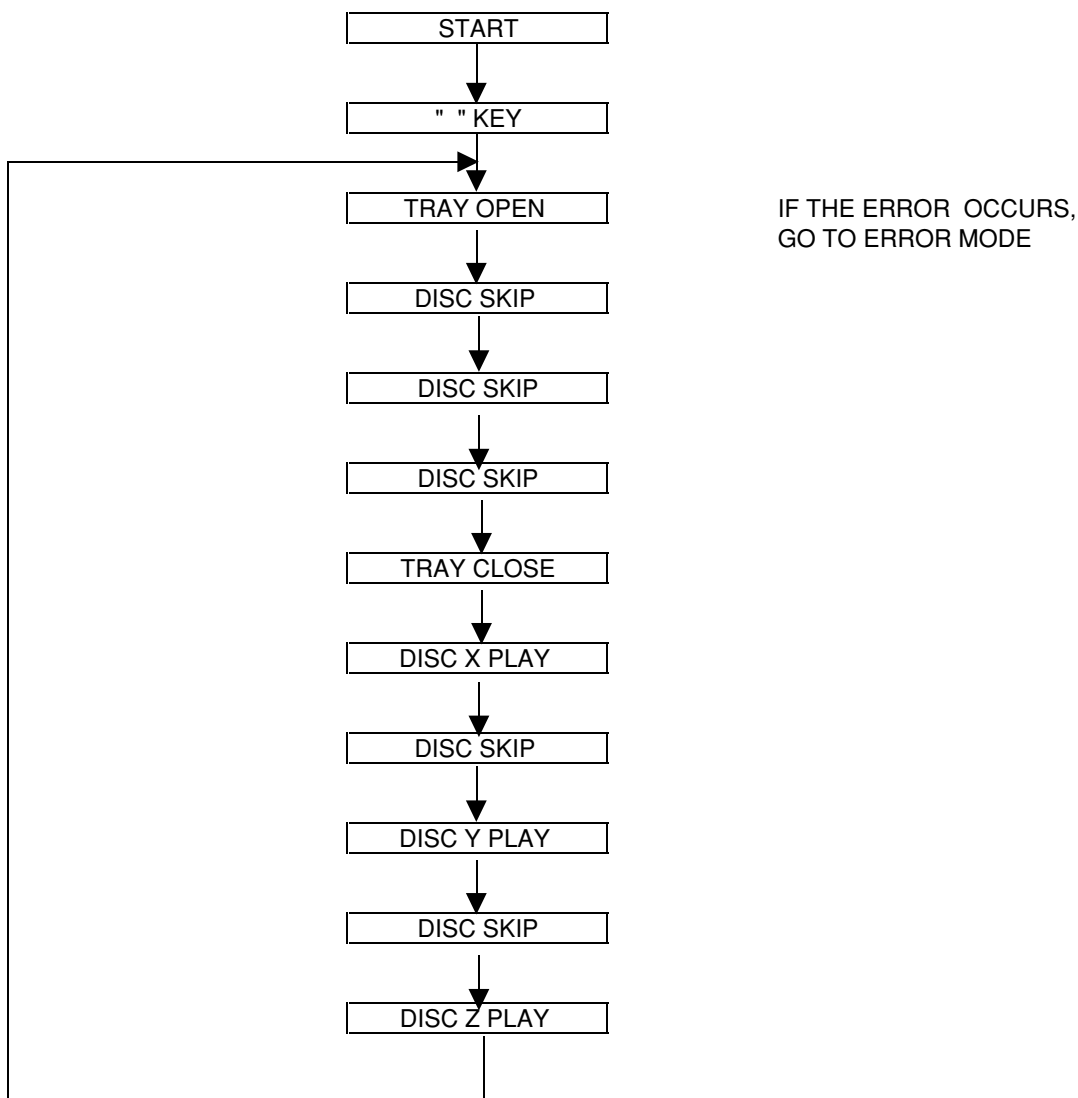 START
"  " KEY
TRAY OPEN
IF THE ERROR  OCCURS,
GO TO ERROR MODE
DISC SKIP
DISC SKIP
DISC SKIP
TRAY CLOSE
DISC X PLAY
DISC SKIP
DISC Y PLAY
DISC SKIP
DISC Z PLAY